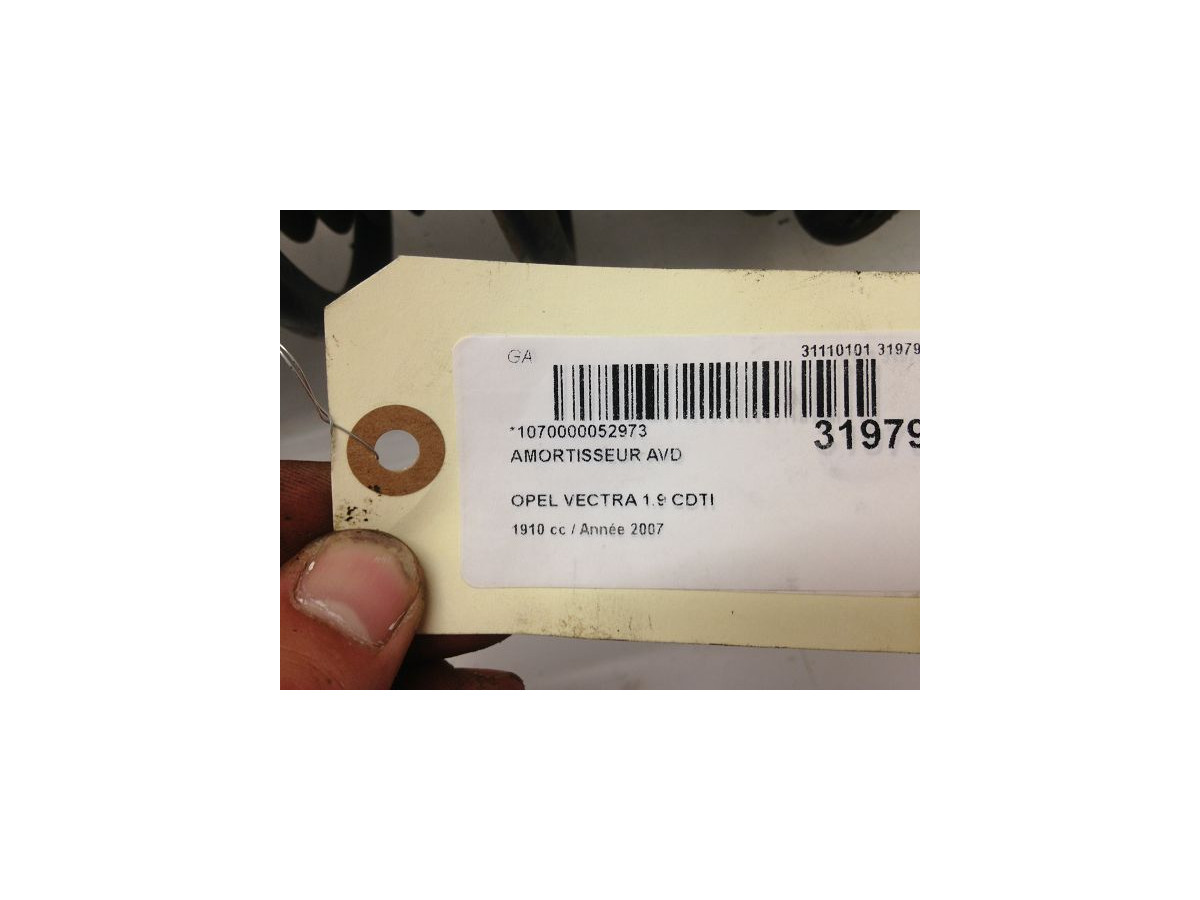 GA
31110101 31979
*1070000052973
31979
AMORTISSEUR AVD
OPEL VECTRA 1.9 CDTI
1910 cc / Année 2007